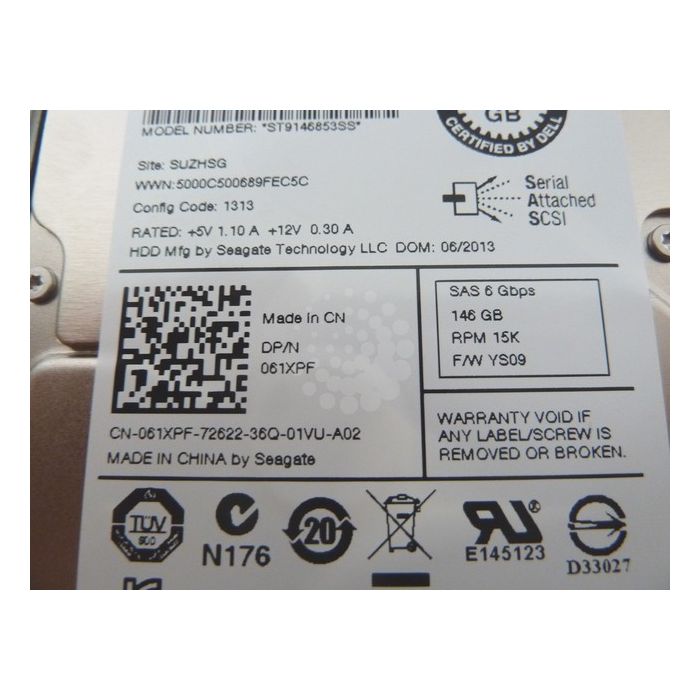 GB
CERTIFIED BY DELL
MODEL NUMBER: *ST9146853SS*
Site: SUZHSG
WWN:5000C500689FEC5C
Config Code: 1313
RATED: +5V 1.10 A +12V 0.30 A
HDD Mfg by Seagate Technology LLC DOM: 06/2013
Serial
Attached
SCSI
Made in CN
DP/N
061XPF
SAS 6 Gbps
146 GB
RPM 15K
F/W YS09
CN-061XPF-72622-36Q-01VU-A02
MADE IN CHINA by Seagate
WARRANTY VOID IF
ANY LABEL/SCREW IS
REMOVED OR BROKEN.
TÜV
N176
20
RU®
E145123
D33027